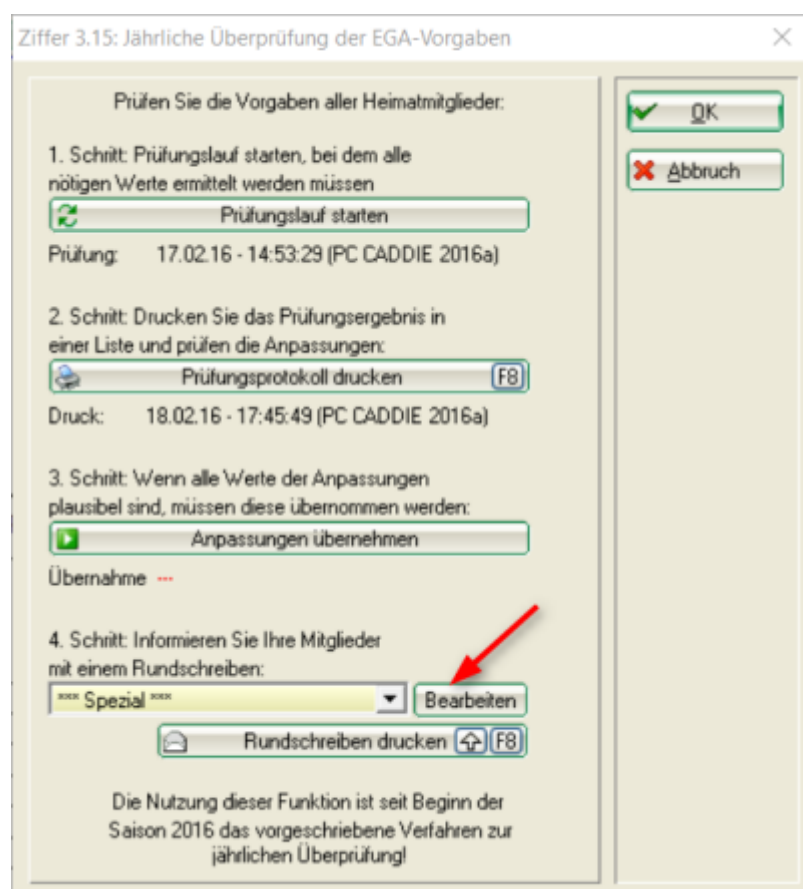 Ziffer 3.15: Jährliche Überprüfung der EGA-Vorgaben
Prüfen Sie die Vorgaben aller Heimatmitglieder:
OK
Abbruch
1. Schritt: Prüfungslauf starten, bei dem alle
nötigen Werte ermittelt werden müssen
Prüfungslauf starten
Prüfung: 17.02.16 - 14:53:29 (PC CADDIE 2016a)
2. Schritt: Drucken Sie das Prüfungsergebnis in
einer Liste und prüfen die Anpassungen:
Prüfungsprotokoll drucken F8
Druck: 18.02.16 - 17:45:49 (PC CADDIE 2016a)
3. Schritt: Wenn alle Werte der Anpassungen
plausibel sind, müssen diese übernommen werden:
Anpassungen übernehmen
Übernahme ---
4. Schritt: Informieren Sie Ihre Mitglieder
mit einem Rundschreiben:
*** Spezial *** Bearbeiten
Rundschreiben drucken F8
Die Nutzung dieser Funktion ist seit Beginn der
Saison 2016 das vorgeschriebene Verfahren zur
jährlichen Überprüfung!